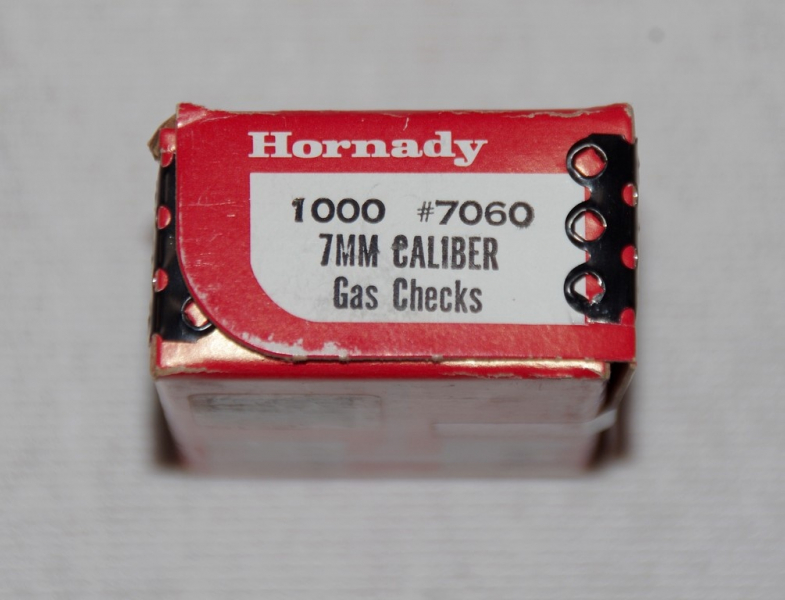 Hornady
1000 #7060
7MM CALIBER
Gas Checks